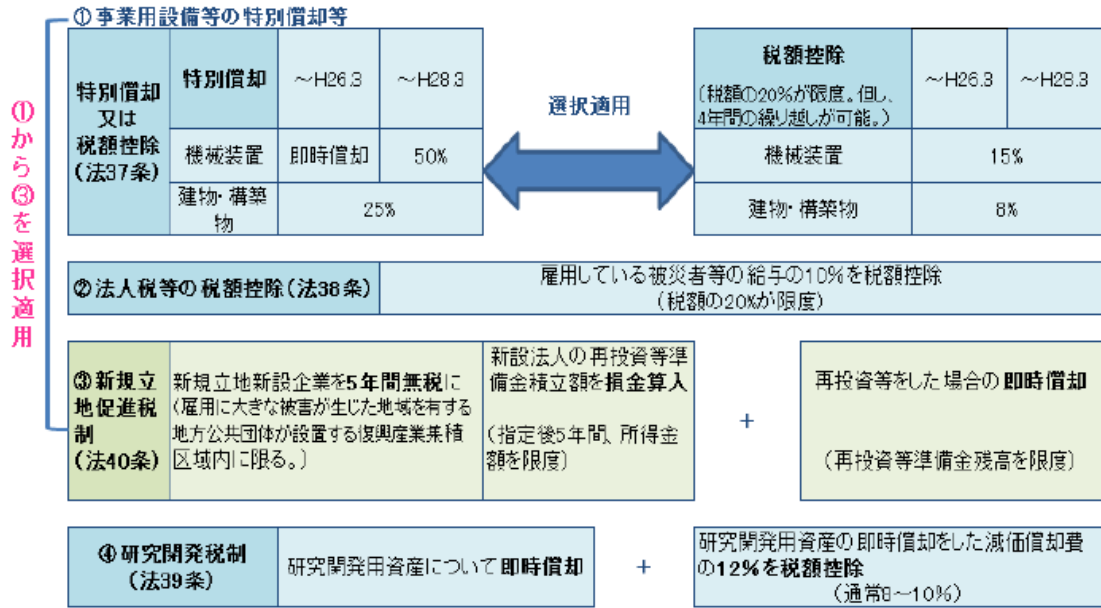 ①事業用設備等の特別償却等
①から③を選択適用
特別償却
又は
税額控除
(法37条)
特別償却
～H26.3
～H28.3
機械装置
即時償却
50%
建物・構築
物
25%
選択適用
税額控除
(税額の20%が限度。但し、
4年間の繰り越しが可能。)
～H26.3
～H28.3
機械装置
15%
建物・構築物
8%
②法人税等の税額控除(法38条)
雇用している被災者等の給与の10%を税額控除
(税額の20%が限度)
③新規立
地促進税
制
(法40条)
新規立地新設企業を5年間無税に
(雇用に大きな被害が生じた地域を有する
地方公共団体が設置する復興産業集積
区域内に限る。)
新設法人の再投資等準
備金積立額を損金算入
(指定後5年間、所得金
額を限度)
+
再投資等をした場合の即時償却
(再投資等準備金残高を限度)
④研究開発税制
(法39条)
研究開発用資産について即時償却
+
研究開発用資産の即時償却をした減価償却費
の12%を税額控除
(通常8～10%)